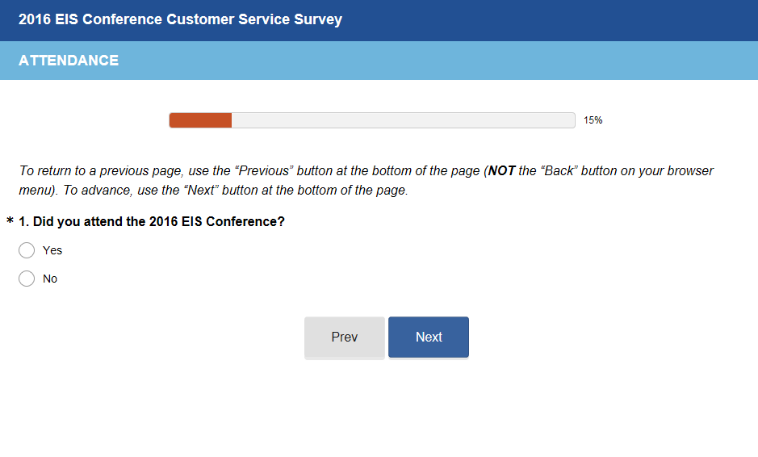 2016 EIS Conference Customer Service Survey
ATTENDANCE
15%
To return to a previous page, use the "Previous" button at the bottom of the page (NOT the "Back" button on your browser
menu). To advance, use the "Next" button at the bottom of the page.
* 1. Did you attend the 2016 EIS Conference?
Yes
No
Prev Next